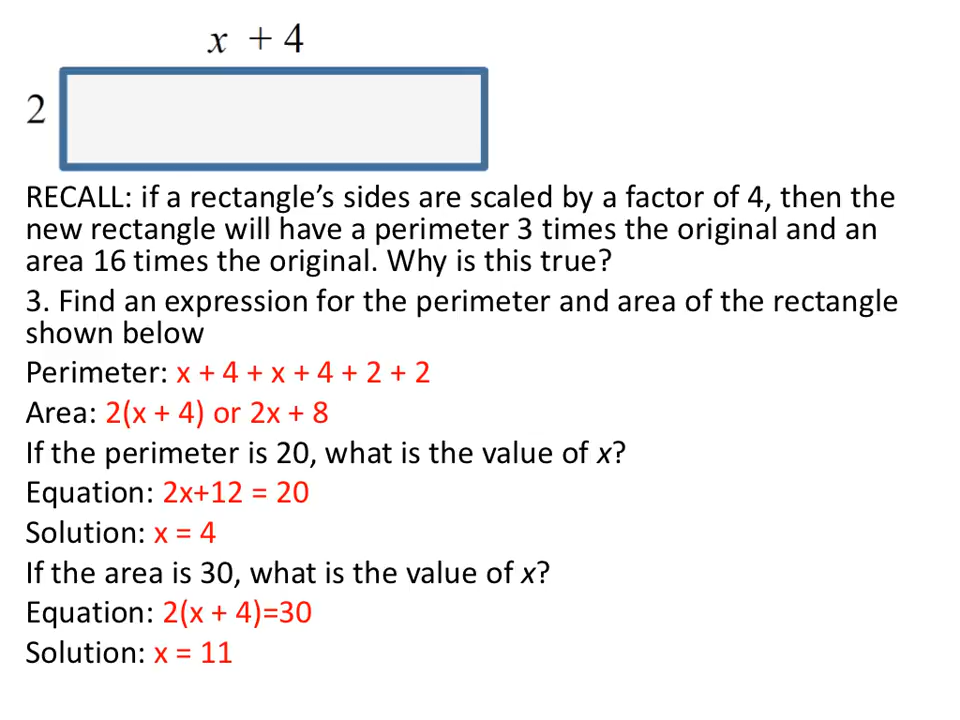 x + 4
2
RECALL: if a rectangle’s sides are scaled by a factor of 4, then the
new rectangle will have a perimeter 3 times the original and an
area 16 times the original. Why is this true?
3. Find an expression for the perimeter and area of the rectangle
shown below
Perimeter: x + 4 + x + 4 + 2 + 2
Area: 2(x + 4) or 2x + 8
If the perimeter is 20, what is the value of x?
Equation: 2x+12 = 20
Solution: x = 4
If the area is 30, what is the value of x?
Equation: 2(x + 4)=30
Solution: x = 11